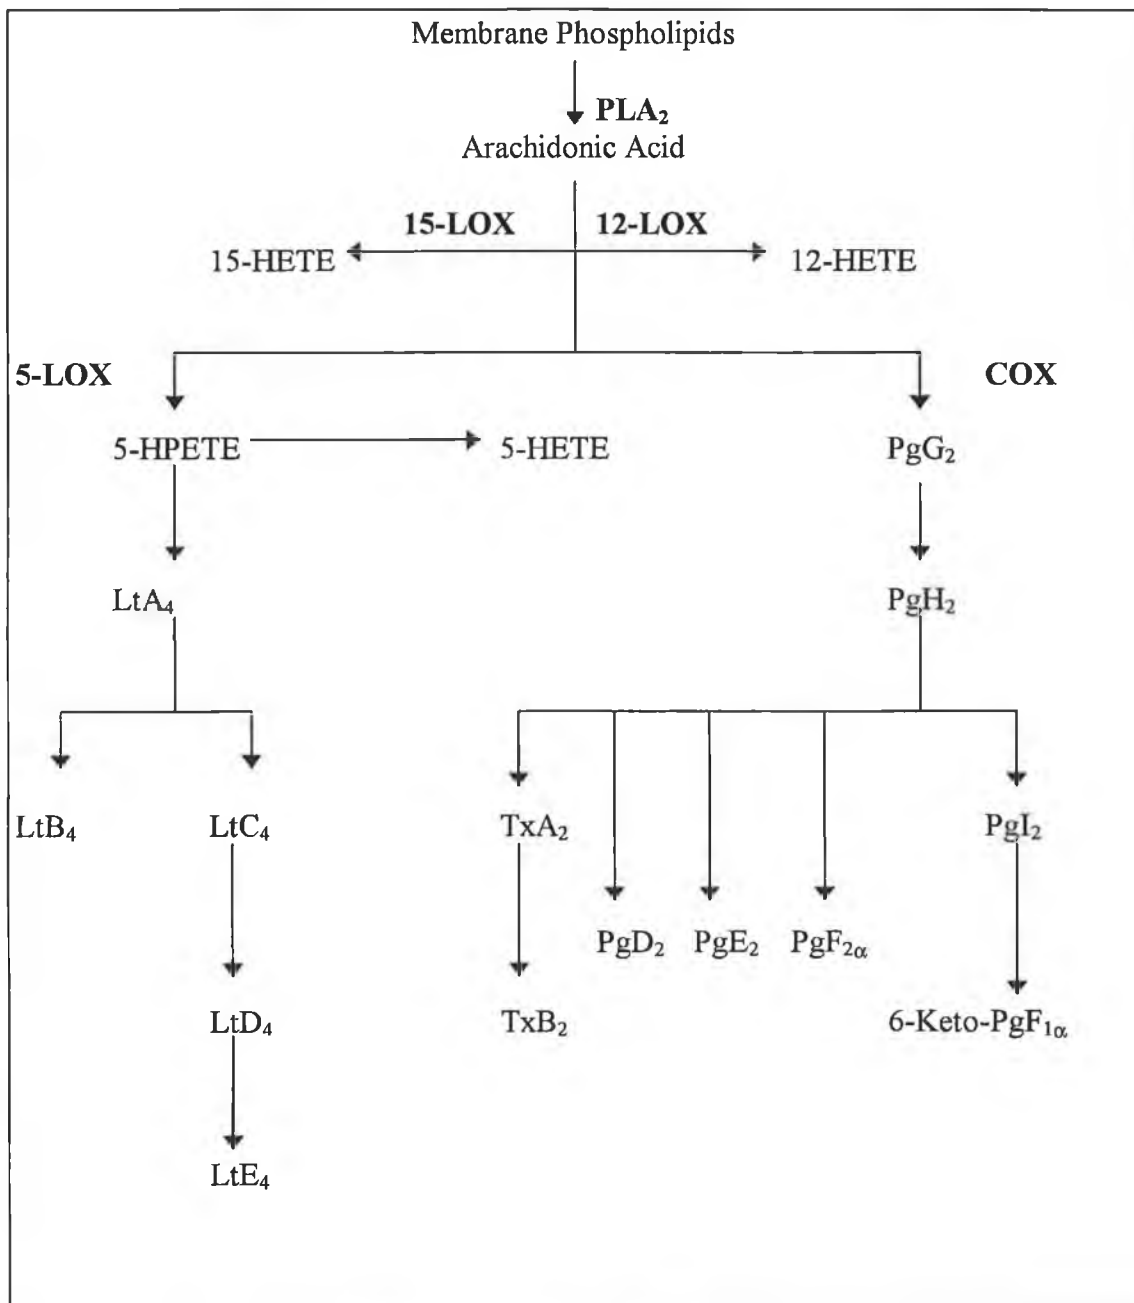 Membrane Phospholipids
PLA₂
Arachidonic Acid
15-LOX 12-LOX
15-HETE 12-HETE
5-LOX COX
5-HPETE 5-HETE PgG₂
LtA₄ PgH₂
LtB₄ LtC₄ TxA₂ PgI₂
PgD₂ PgE₂ PgF₂α
LtD₄ TxB₂ 6-Keto-PgF₁α
LtE₄